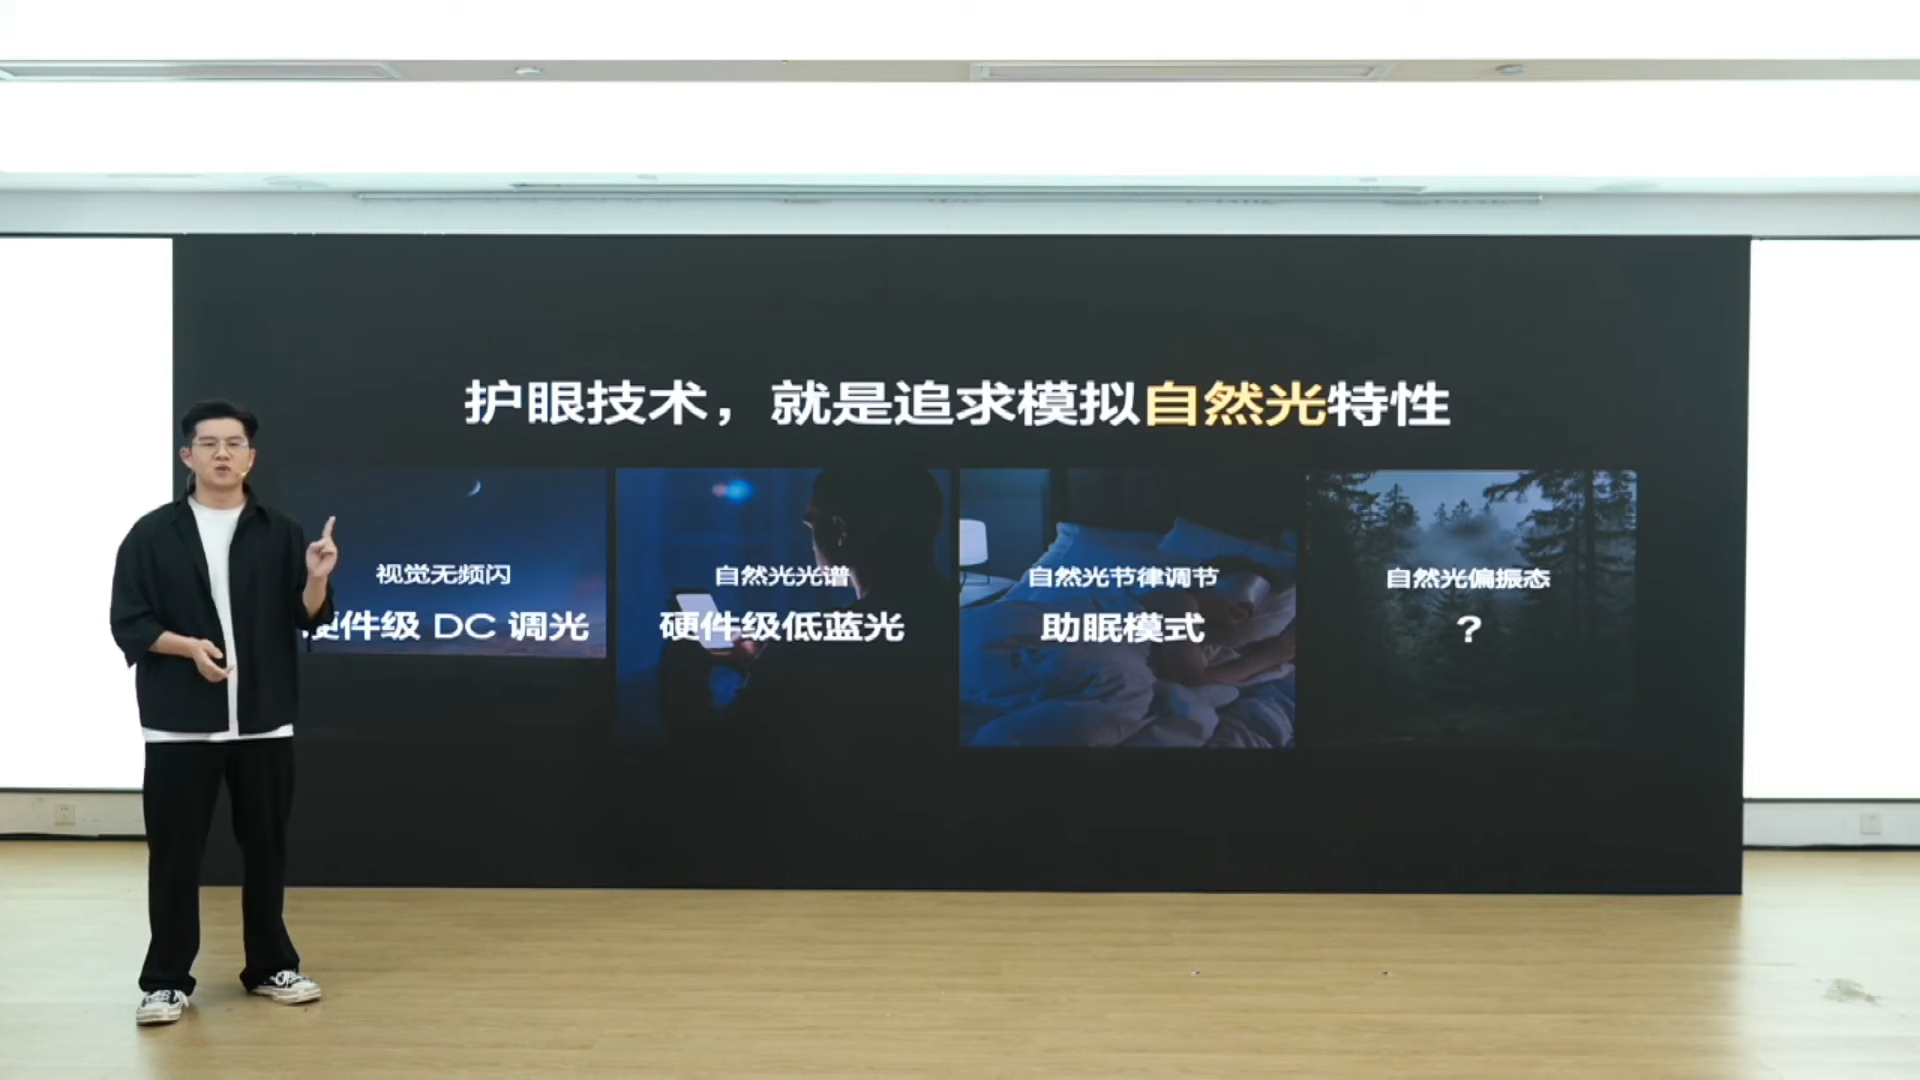 护眼技术，就是追求模拟自然光特性
视觉无频闪
硬件级 DC 调光
自然光光谱
硬件级低蓝光
自然光节律调节
助眠模式
自然光偏振态
?